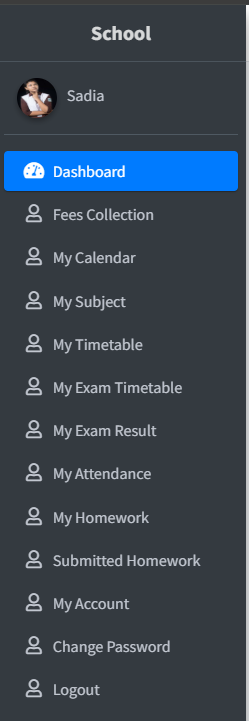 School
Sadia
Dashboard
Fees Collection
My Calendar
My Subject
My Timetable
My Exam Timetable
My Exam Result
My Attendance
My Homework
Submitted Homework
My Account
Change Password
Logout